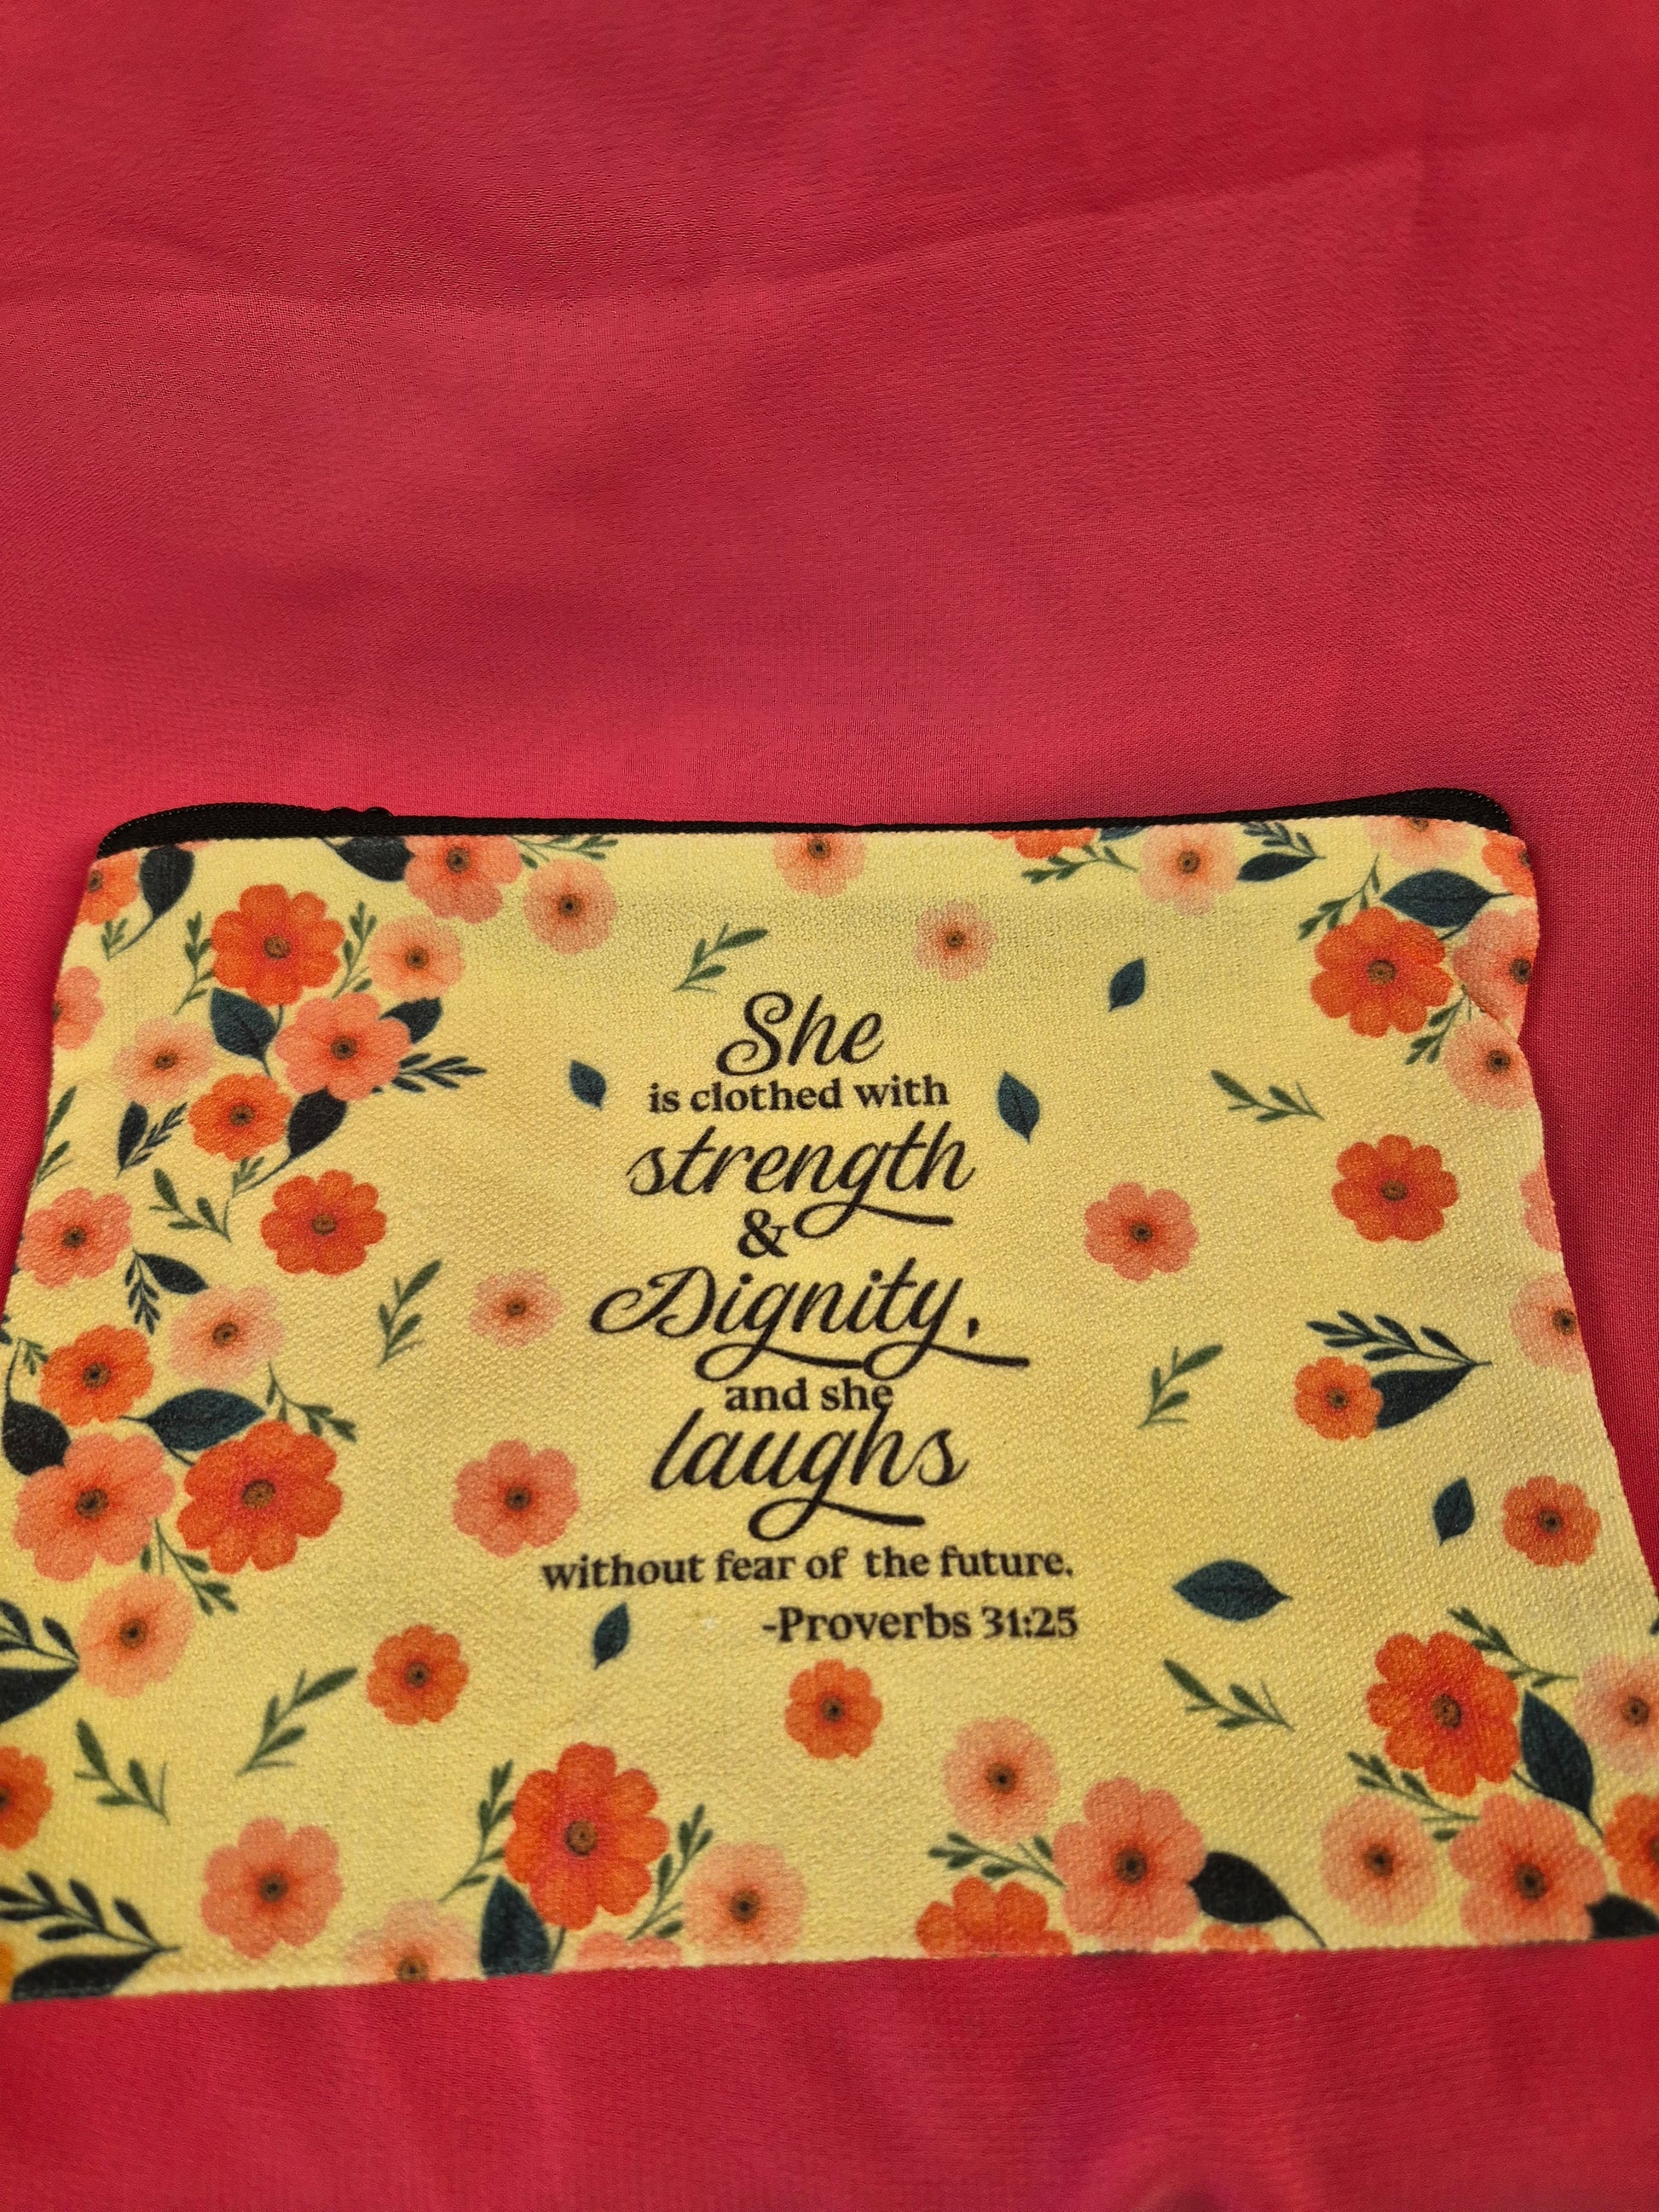 She
is clothed with
strength
&
Dignity,
and she
laughs
without fear of the future.
-Proverbs 31:25